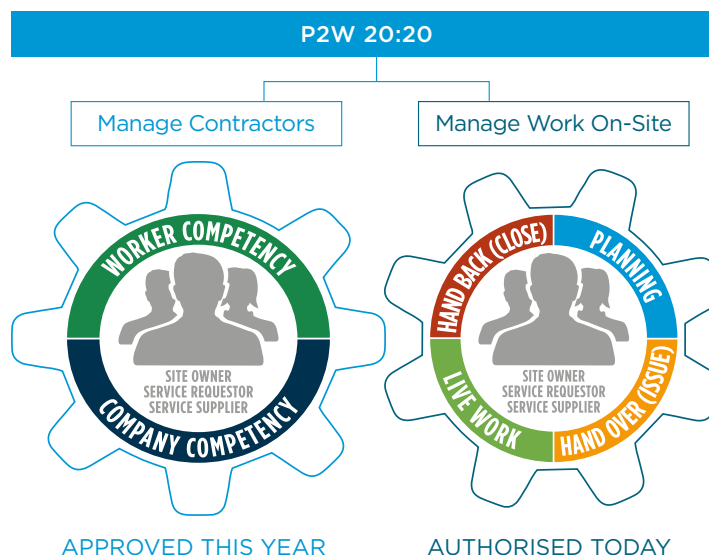 P2W 20:20
Manage Contractors
Manage Work On-Site
WORKER COMPETENCY
SITE OWNER
SERVICE REQUESTOR
SERVICE SUPPLIER
COMPANY COMPETENCY
HAND BACK (CLOSE)
PLANNING
SITE OWNER
SERVICE REQUESTOR
SERVICE SUPPLIER
LIVE WORK
HAND OVER (ISSUE)
APPROVED THIS YEAR
AUTHORISED TODAY